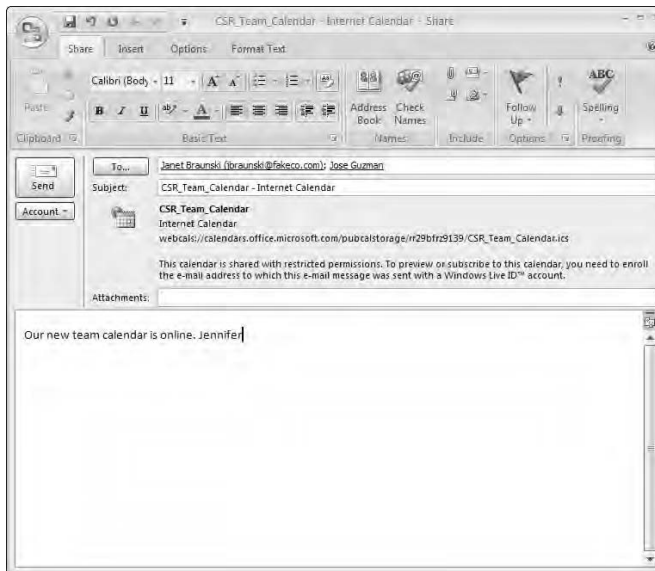 CSR_Team_Calendar - Internet Calendar - Share
Share Insert Options Format Text
Calibri (Body) - 11
Paste
B I U
ABC
Address Book
Check Names
Follow Up
Spelling
Clipboard Basic Text Names Include Options Proofing
Send
Account
To... Janet Braunski (jbraunski@fakeco.com); Jose Guzman
Subject: CSR_Team_Calendar - Internet Calendar
CSR_Team_Calendar
Internet Calendar
webcals://calendars.office.microsoft.com/pubcalstorage/rr29bfrz9139/CSR_Team_Calendar.ics
This calendar is shared with restricted permissions. To preview or subscribe to this calendar, you need to enroll
the e-mail address to which this e-mail message was sent with a Windows Live ID™ account.
Attachments:
Our new team calendar is online. Jennifer